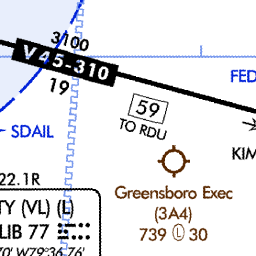 3100
V 45-310
19
59
TO RDU
FED
SDAIL
KIM
22.1R
Greensboro Exec
(3A4)
739 Ⓛ 30
TY (VL) (L)
LIB 77
0' W79°36.76'